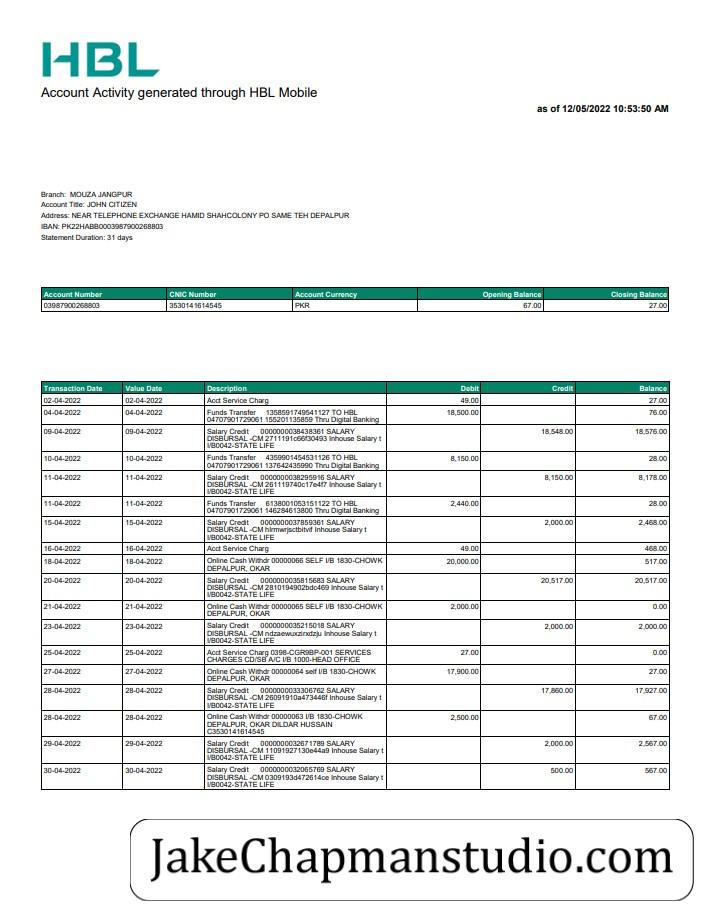 HBL
Account Activity generated through HBL Mobile
as of 12/05/2022 10:53:50 AM
Branch: MOUZA JANGPUR
Account Title: JOHN CITIZEN
Address: NEAR TELEPHONE EXCHANGE HAMID SHAHCOLONY PO SAME TEH DEPALPUR
IBAN: PK22HABB0003987900268803
Statement Duration: 31 days
Account Number CNIC Number Account Currency Opening Balance Closing Balance
03987900268803 3530141614545 PKR 67.00 27.00
Transaction Date Value Date Description Debit Credit Balance
02-04-2022 02-04-2022 Acct Service Charg 49.00 27.00
04-04-2022 04-04-2022 Funds Transfer 1358591749541127 TO HBL 18,500.00 76.00
04707901729061 155201135859 Thru Digital Banking
09-04-2022 09-04-2022 Salary Credit 0000000038438361 SALARY 18,548.00 18,576.00
DISBURSAL -CM 2711191c66f30493 Inhouse Salary t
I/B0042-STATE LIFE
10-04-2022 10-04-2022 Funds Transfer 4359901454531126 TO HBL 8,150.00 28.00
04707901729061 137642435990 Thru Digital Banking
11-04-2022 11-04-2022 Salary Credit 0000000038295916 SALARY 8,150.00 8,178.00
DISBURSAL -CM 261119740c17e4f7 Inhouse Salary t
I/B0042-STATE LIFE
11-04-2022 11-04-2022 Funds Transfer 6138001053151122 TO HBL 2,440.00 28.00
04707901729061 146284613800 Thru Digital Banking
15-04-2022 15-04-2022 Salary Credit 0000000037859361 SALARY 2,000.00 2,468.00
DISBURSAL -CM hlrmwrjsctbitvlf Inhouse Salary t
I/B0042-STATE LIFE
16-04-2022 16-04-2022 Acct Service Charg 49.00 468.00
18-04-2022 18-04-2022 Online Cash Withdr 00000066 SELF I/B 1830-CHOWK 20,000.00 517.00
DEPALPUR, OKAR
20-04-2022 20-04-2022 Salary Credit 0000000035815683 SALARY 20,517.00 20,517.00
DISBURSAL -CM 2810194902bdc469 Inhouse Salary t
I/B0042-STATE LIFE
21-04-2022 21-04-2022 Online Cash Withdr 00000065 SELF I/B 1830-CHOWK 2,000.00 0.00
DEPALPUR, OKAR
23-04-2022 23-04-2022 Salary Credit 0000000035215018 SALARY 2,000.00 2,000.00
DISBURSAL -CM ndzaewuxzirxdzju Inhouse Salary t
I/B0042-STATE LIFE
25-04-2022 25-04-2022 Acct Service Charg 0398-CGR9BP-001 SERVICES 27.00 0.00
CHARGES CD/SB A/C I/B 1000-HEAD OFFICE
27-04-2022 27-04-2022 Online Cash Withdr 00000064 self I/B 1830-CHOWK 17,900.00 27.00
DEPALPUR, OKAR
28-04-2022 28-04-2022 Salary Credit 0000000033306762 SALARY 17,860.00 17,927.00
DISBURSAL -CM 26091910a473446f Inhouse Salary t
I/B0042-STATE LIFE
28-04-2022 28-04-2022 Online Cash Withdr 00000063 I/B 1830-CHOWK 2,500.00 67.00
DEPALPUR, OKAR DILDAR HUSSAIN
C3530141614545
29-04-2022 29-04-2022 Salary Credit 0000000032671789 SALARY 2,000.00 2,567.00
DISBURSAL -CM 11091927130e44a9 Inhouse Salary t
I/B0042-STATE LIFE
30-04-2022 30-04-2022 Salary Credit 0000000032065769 SALARY 500.00 567.00
DISBURSAL -CM 0309193d472614ce Inhouse Salary t
I/B0042-STATE LIFE
JakeChapmanstudio.com